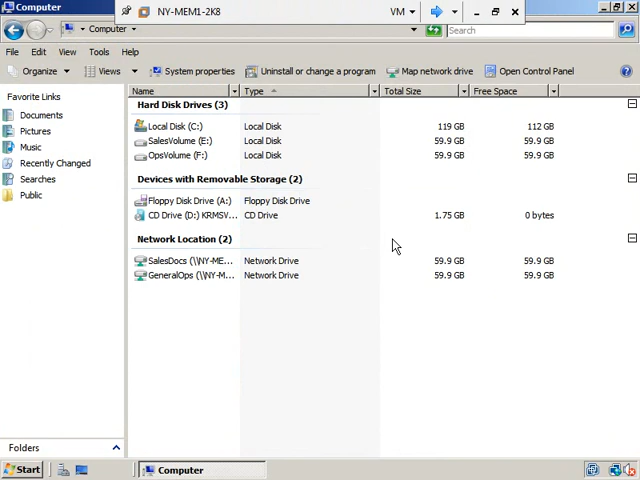 Computer
NY-MEM1-2K8 VM
Computer Search
File Edit View Tools Help
Organize Views System properties Uninstall or change a program Map network drive Open Control Panel
Favorite Links
Documents
Pictures
Music
Recently Changed
Searches
Public
Name Type Total Size Free Space
Hard Disk Drives (3)
Local Disk (C:) Local Disk 119 GB 112 GB
SalesVolume (E:) Local Disk 59.9 GB 59.9 GB
OpsVolume (F:) Local Disk 59.9 GB 59.9 GB
Devices with Removable Storage (2)
Floppy Disk Drive (A:) Floppy Disk Drive
CD Drive (D:) KRMSV... CD Drive 1.75 GB 0 bytes
Network Location (2)
SalesDocs (\\NY-ME... Network Drive 59.9 GB 59.9 GB
GeneralOps (\\NY-M... Network Drive 59.9 GB 59.9 GB
Folders
Start Computer